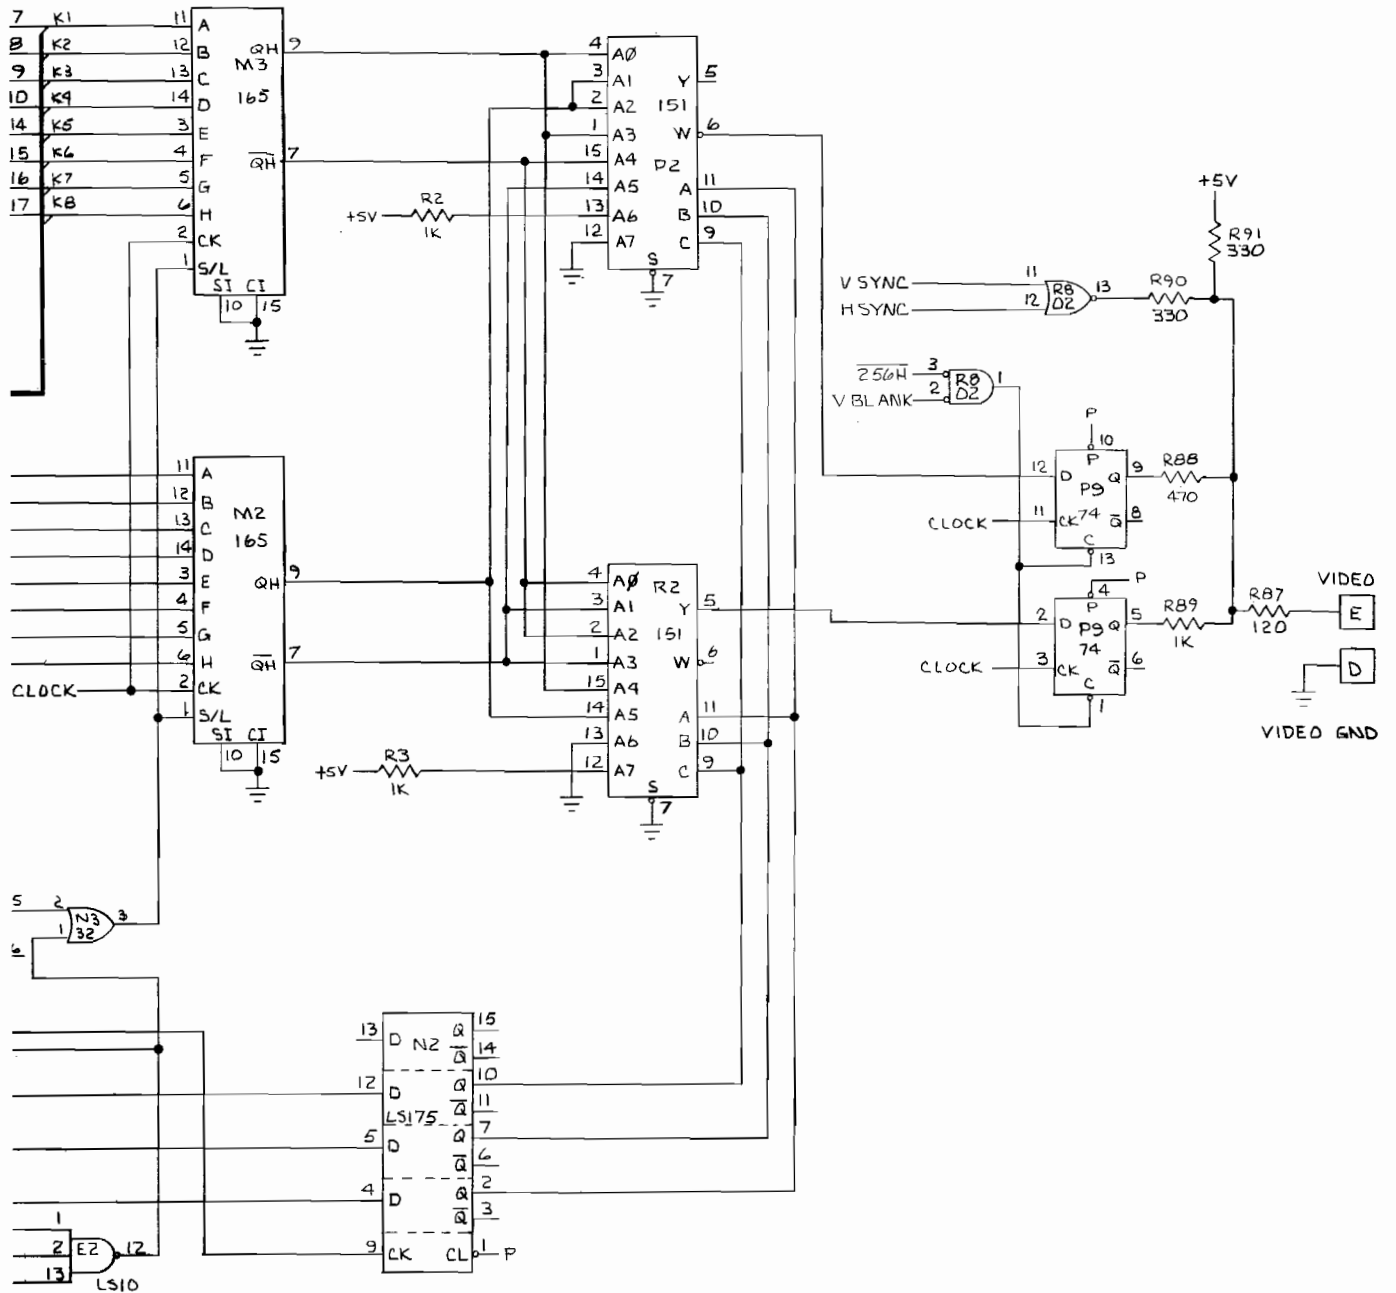 7 K1 11 A
8 K2 12 B QH 9
9 K3 13 C M3
10 K4 14 D 165
14 K5 3 E
15 K6 4 F Q̅H̅ 7
16 K7 5 G
17 K8 6 H
2 CK
1 S/L
SI CI
10 15
4 AØ
3 A1 Y 5
2 A2 151
1 A3 W 6
15 A4 P2
14 A5 A 11
+5V R2 1K 13 A6 B 10
12 A7 C 9
S
7
+5V
R91
330
V SYNC 11
H SYNC 12 R8 02 13 R90 330
2̅5̅6̅H̅ 3
V BLANK 2 R8 02 1
P
10
P
12 D Q 9 R88 470
P9
CLOCK 11 CK 74 Q̅ 8
C
13
4 P
P
2 D Q 5 R89 1K
P9
74
CLOCK 3 CK Q̅ 6
C
1
R87 120
VIDEO
E
D
VIDEO GND
11 A
12 B M2
13 C 165
14 D
3 E QH 9
4 F
5 G
6 H Q̅H̅ 7
CLOCK 2 CK
1 S/L
SI CI
10 15
4 AØ R2
3 A1 Y 5
2 A2 151
1 A3 W 6
15 A4
14 A5 A 11
13 A6 B 10
+5V R3 1K 12 A7 C 9
S
7
5 2 N3 3
1 32
6
13 D N2 Q 15
Q̅ 14
12 D Q 10
LS175 Q̅ 11
5 D Q 7
Q̅ 6
4 D Q 2
Q̅ 3
9 CK CL 1 P
1
2 E2 12
13
LS10